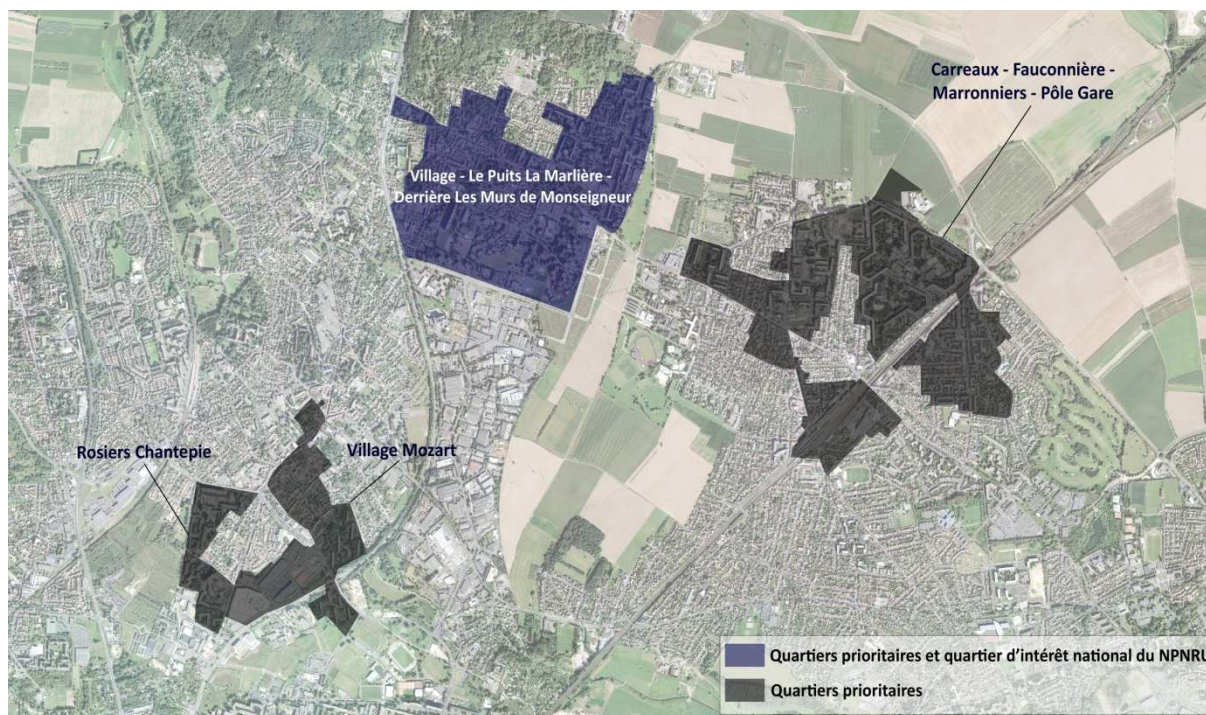 Carreaux - Fauconnière -
Marronniers - Pôle Gare
Village - Le Puits La Marlière -
Derrière Les Murs de Monseigneur
Rosiers Chantepie
Village Mozart
Quartiers prioritaires et quartier d'intérêt national du NPNRU
Quartiers prioritaires